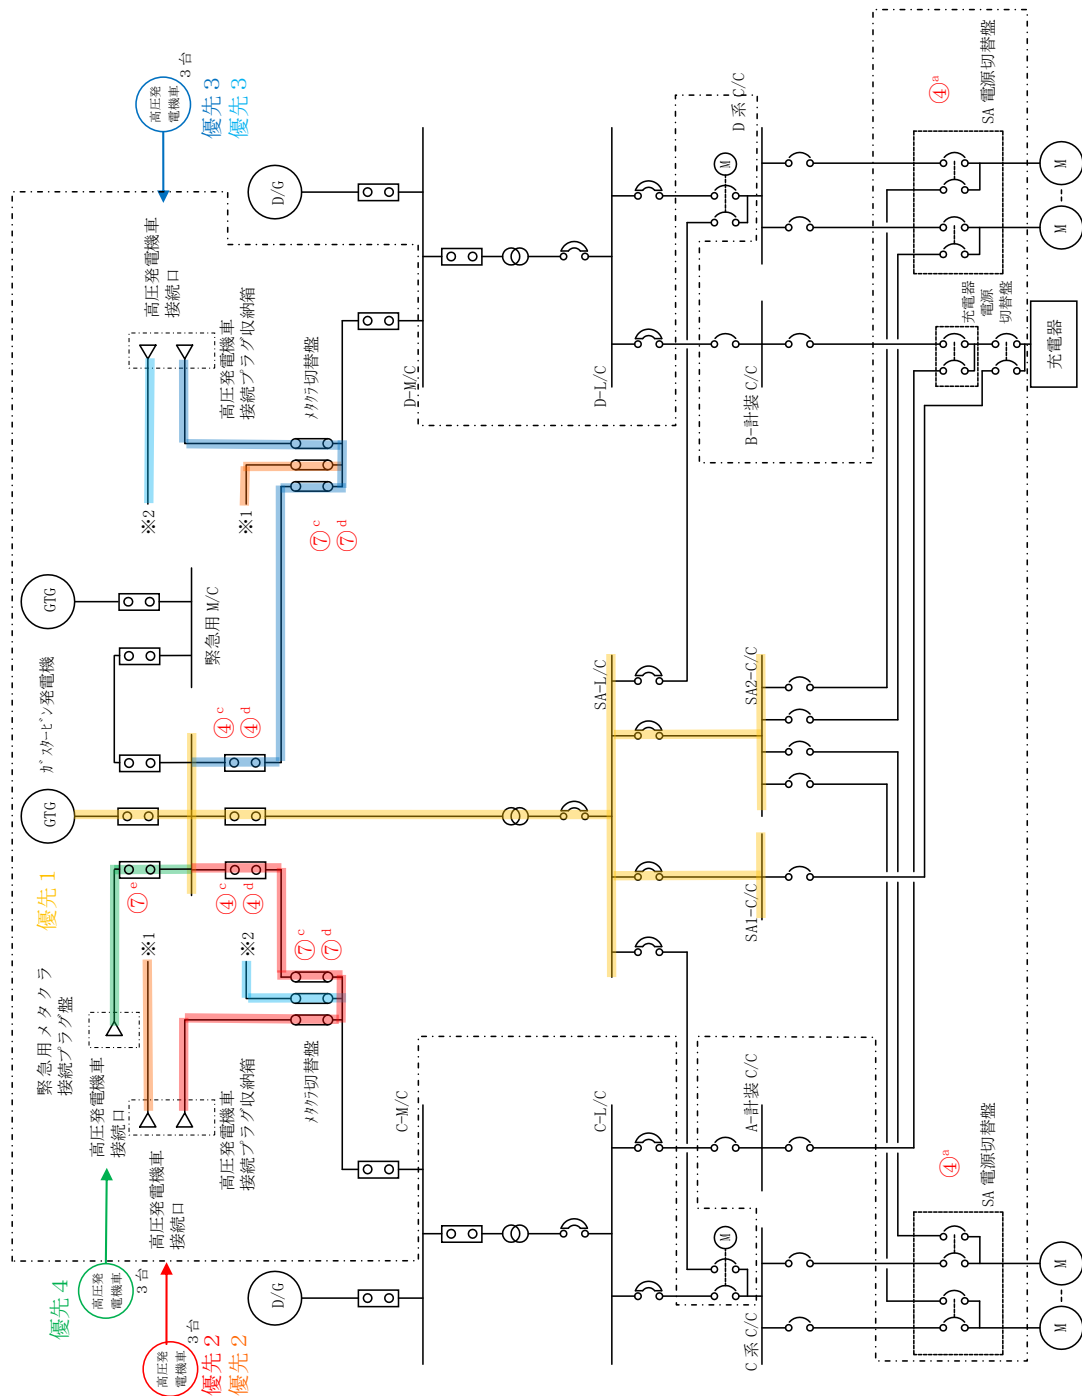 高圧発
電機車
3台
優先3
優先3
高圧発電機車
接続口
高圧発電機車
接続プラグ収納箱
ﾒﾀｸﾗ切替盤
※2
※1
⑦c
⑦d
D/G
D-M/C
D-L/C
D系C/C
M
B-計装C/C
④a
SA電源切替盤
M
M
充電器
電源
切替盤
充電器
GTG
緊急用M/C
ｶﾞｽﾀｰﾋﾞﾝ発電機
GTG
優先1
④c
④d
⑦e
④c
④d
SA-L/C
SA2-C/C
SA1-C/C
緊急用メタクラ
接続プラグ盤
※1
※2
⑦c
⑦d
高圧発電機車
接続口
高圧発電機車
接続口
高圧発電機車
接続プラグ収納箱
ﾒﾀｸﾗ切替盤
優先4
高圧発
電機車
3台
高圧発
電機車
3台
優先2
優先2
D/G
C-M/C
C-L/C
C系C/C
M
A-計装C/C
④a
SA電源切替盤
M
M